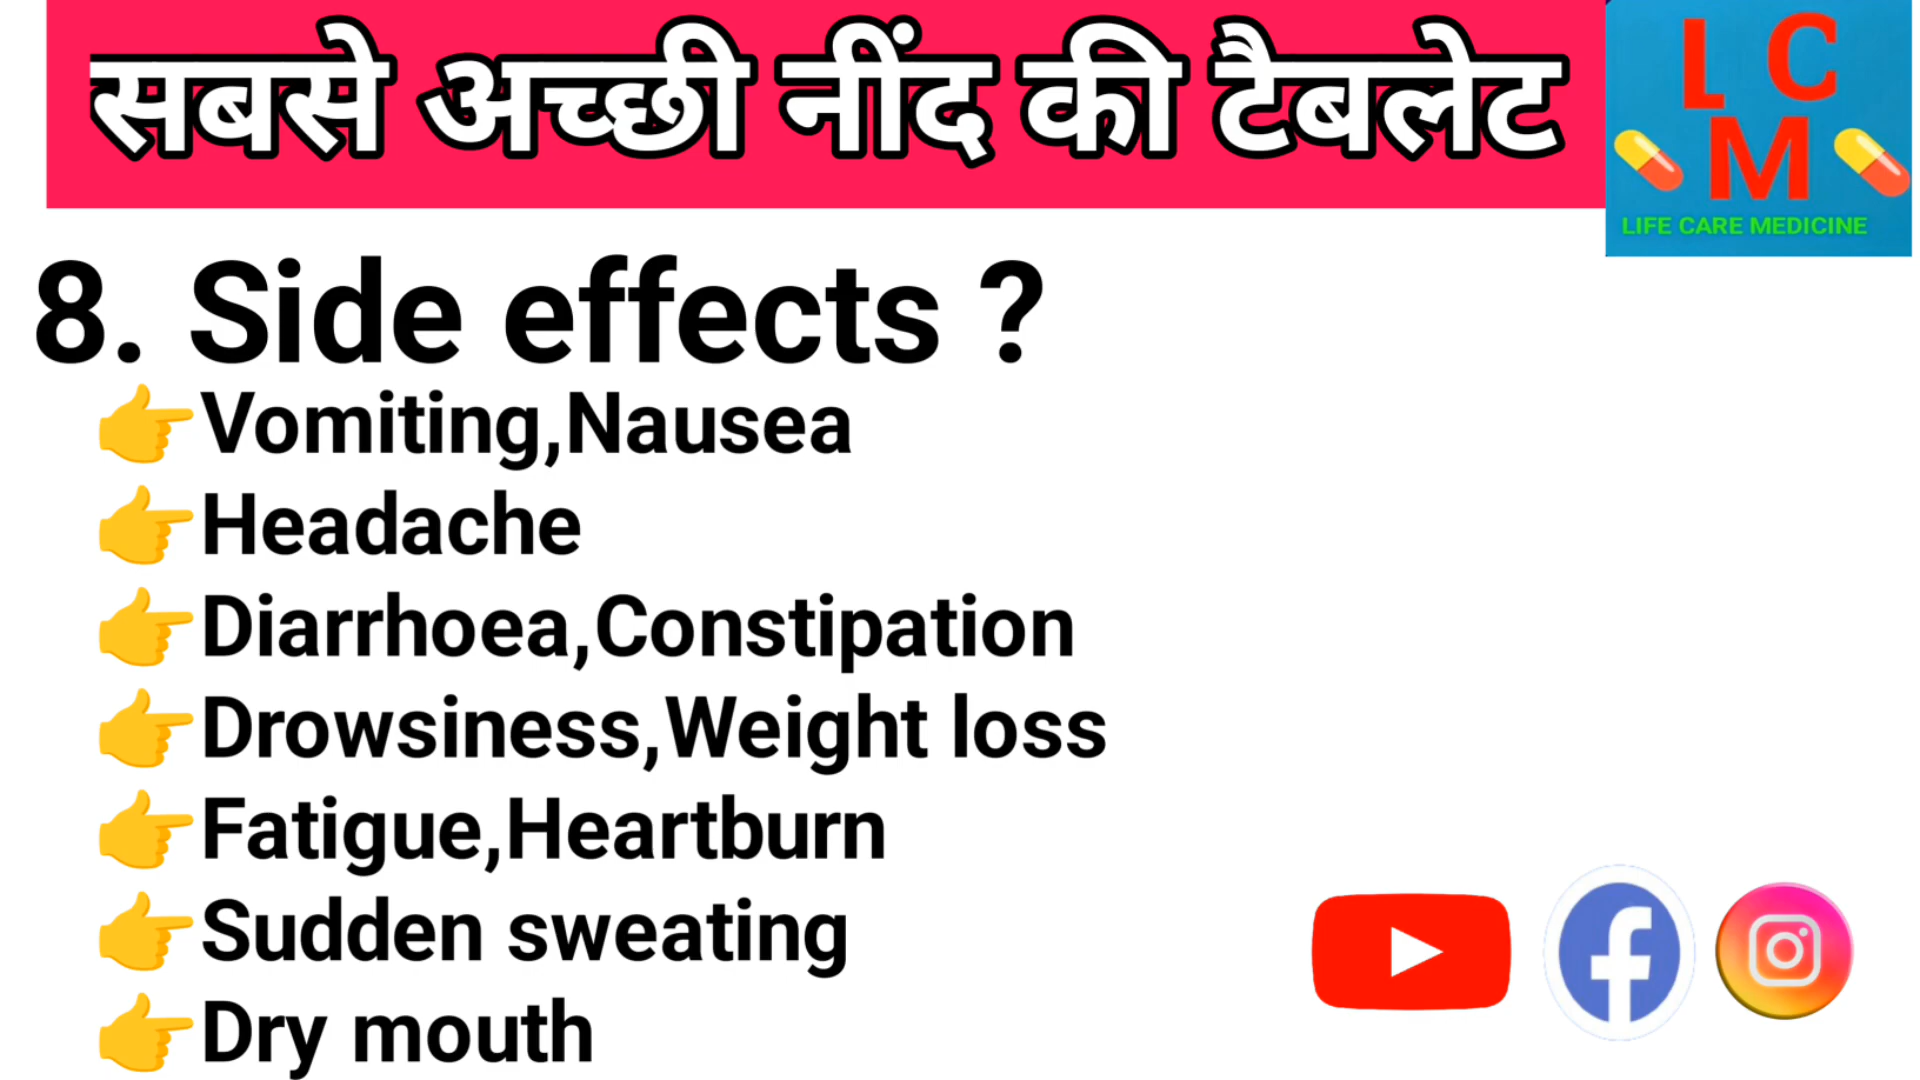 सबसे अच्छी नींद की टैबलेट
L C
M
LIFE CARE MEDICINE
8. Side effects ?
👉Vomiting,Nausea
👉Headache
👉Diarrhoea,Constipation
👉Drowsiness,Weight loss
👉Fatigue,Heartburn
👉Sudden sweating
👉Dry mouth